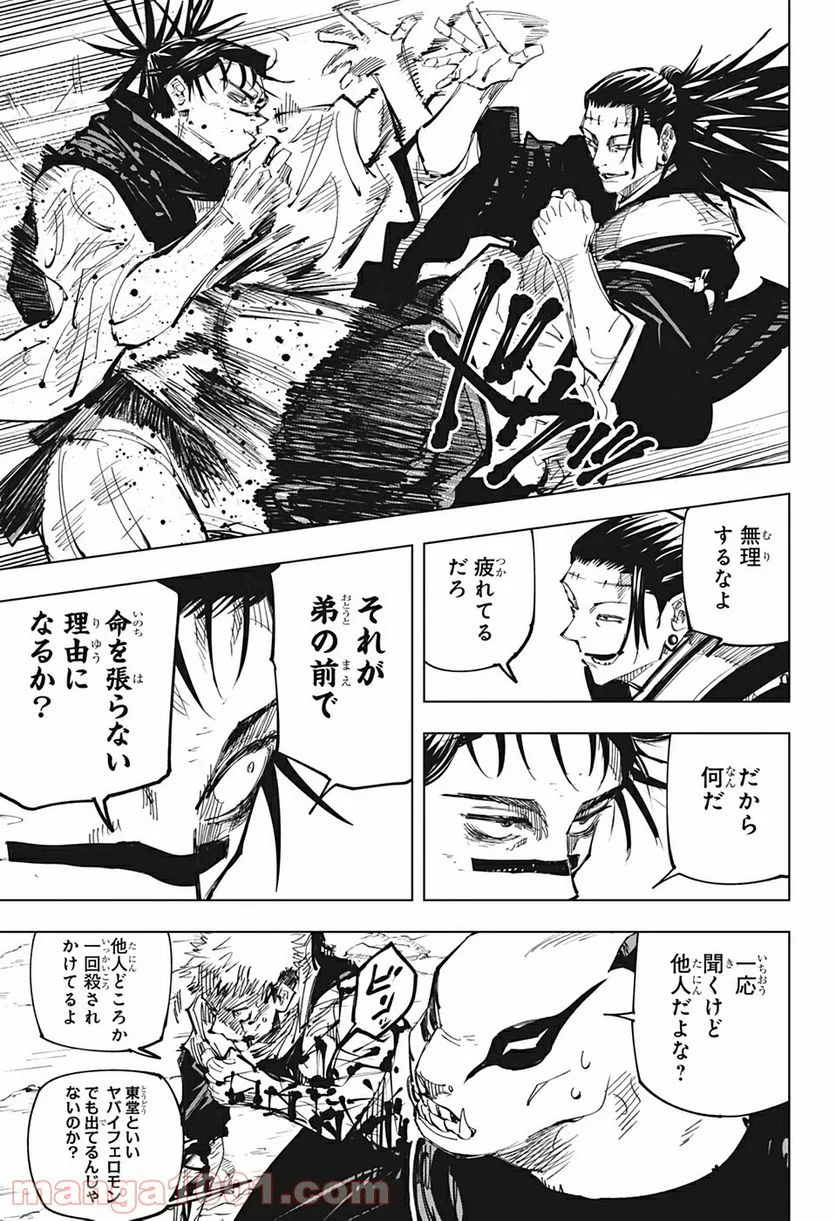 ドドドド
無理
するなよ
疲れてる
だろ
だから
何だ
それが
弟の前で
命を張らない
理由に
なるか?
一応
聞くけど
他人だよな?
ビンッ
他人どころか
一回殺され
かけてるよ
東堂といい
ヤバイフェロモン
でも出てるんじゃ
ないのか?
manga1001.com